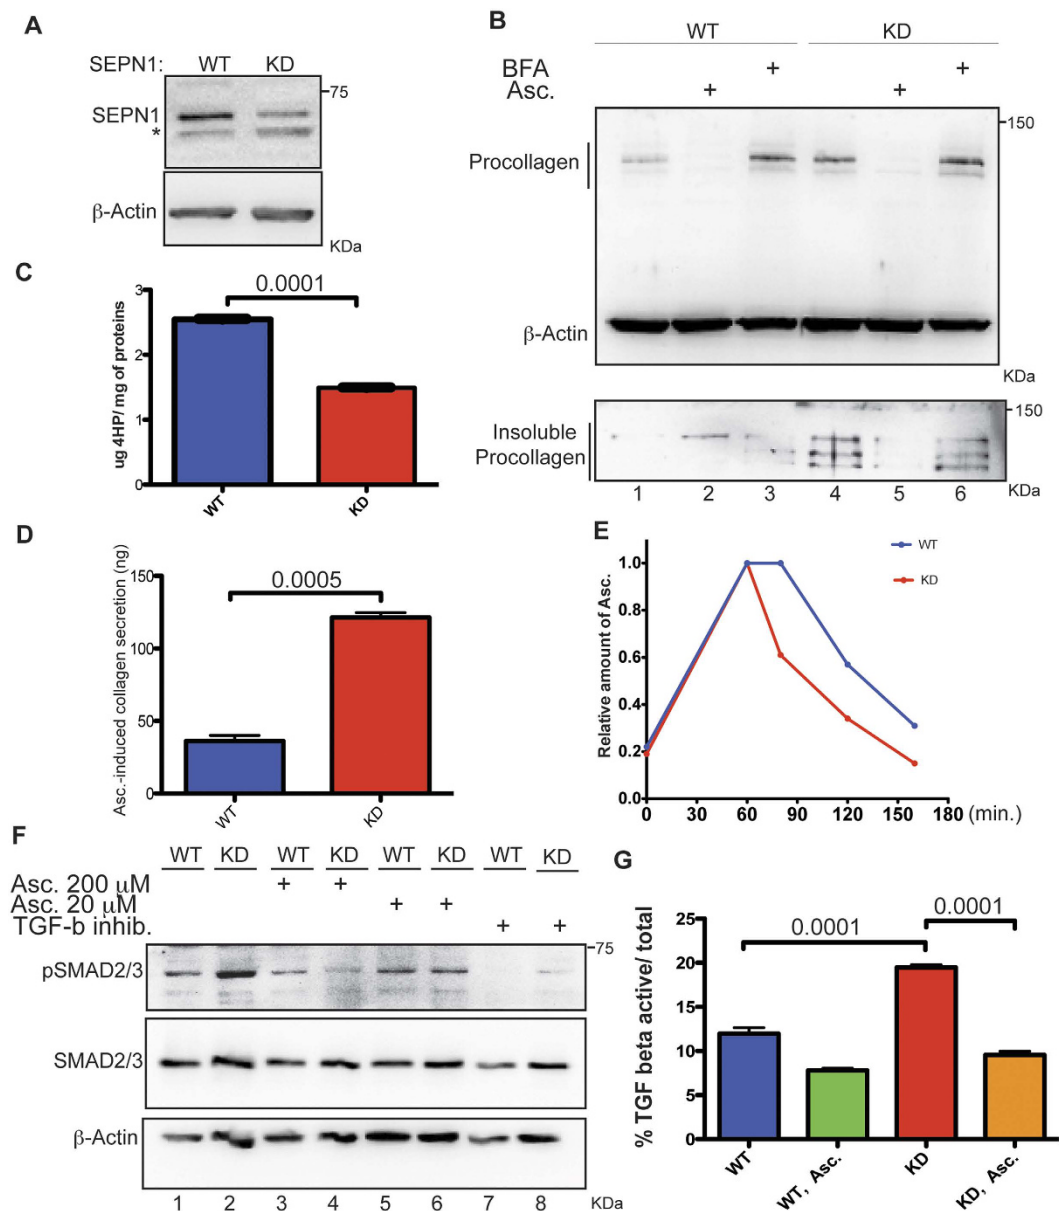 A
SEPN1: WT KD
75
SEPN1
*
β-Actin
KDa
B
WT KD
BFA + +
Asc. + +
150
Procollagen
β-Actin
KDa
150
Insoluble
Procollagen
1 2 3 4 5 6 KDa
C
0.0001
ug 4HP/ mg of proteins
3
2
1
0
WT KD
D
0.0005
Asc.-induced collagen secretion (ng)
150
100
50
0
WT KD
E
WT
KD
Relative amount of Asc.
1.0
0.8
0.6
0.4
0.2
0.0
0 30 60 90 120 150 180 (min.)
F
WT KD WT KD WT KD WT KD
Asc. 200 μM + +
Asc. 20 μM + +
TGF-b inhib. + +
75
pSMAD2/3
SMAD2/3
β-Actin
1 2 3 4 5 6 7 8 KDa
G
0.0001
0.0001
% TGF beta active/ total
25
20
15
10
5
0
WT WT, Asc. KD KD, Asc.